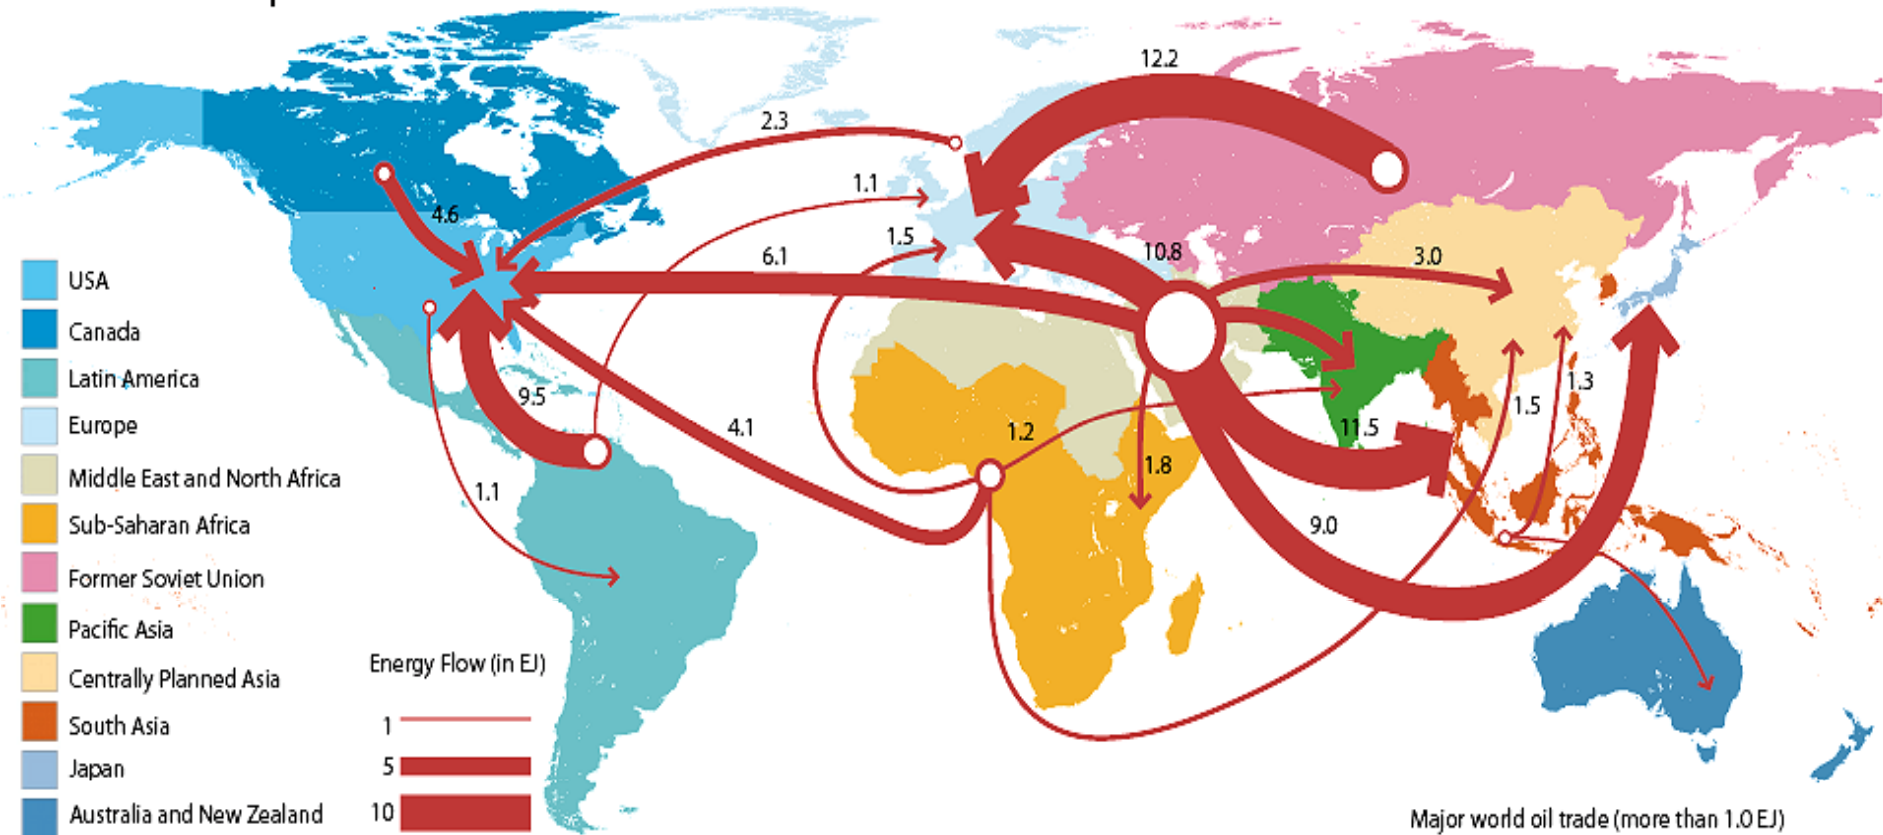 12.2
2.3
1.1
4.6
1.5
6.1
10.8
3.0
USA
Canada
Latin America
9.5
1.3
1.5
Europe
4.1
1.2
11.5
1.8
Middle East and North Africa
1.1
Sub-Saharan Africa
9.0
Former Soviet Union
Pacific Asia
Energy Flow (in EJ)
Centrally Planned Asia
1
South Asia
5
Japan
10
Australia and New Zealand
Major world oil trade (more than 1.0 EJ)